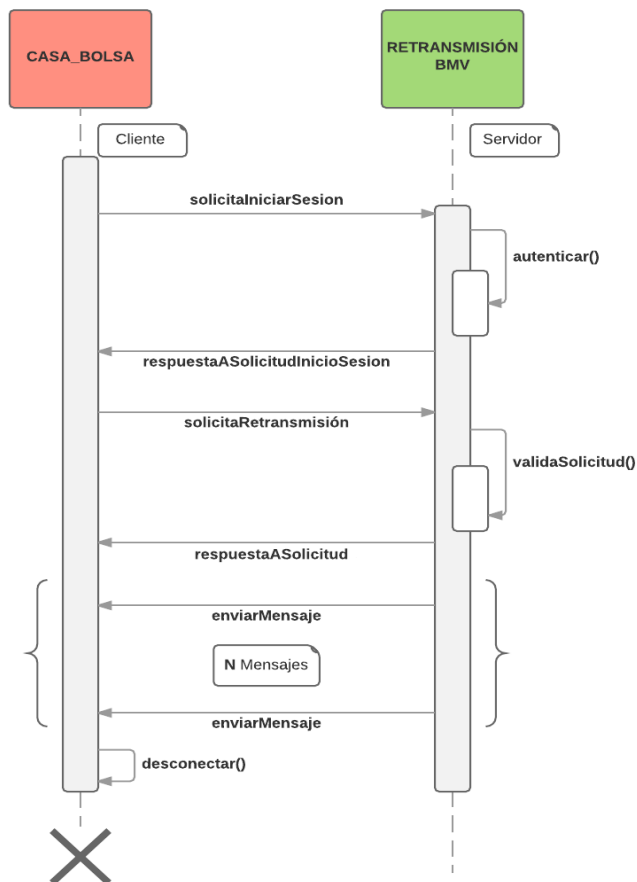 CASA_BOLSA
RETRANSMISIÓN
BMV
Cliente
Servidor
solicitaIniciarSesion
autenticar()
respuestaASolicitudInicioSesion
solicitaRetransmisión
validaSolicitud()
respuestaASolicitud
enviarMensaje
N Mensajes
enviarMensaje
desconectar()